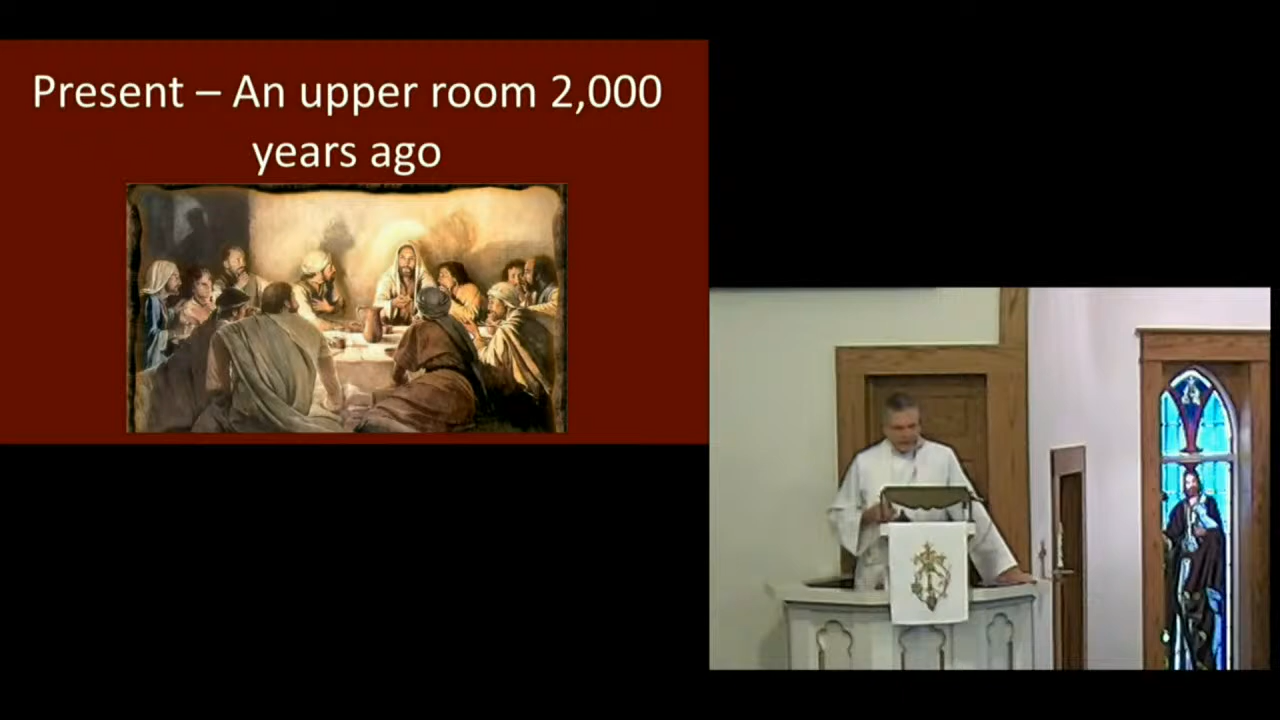 Present – An upper room 2,000
years ago